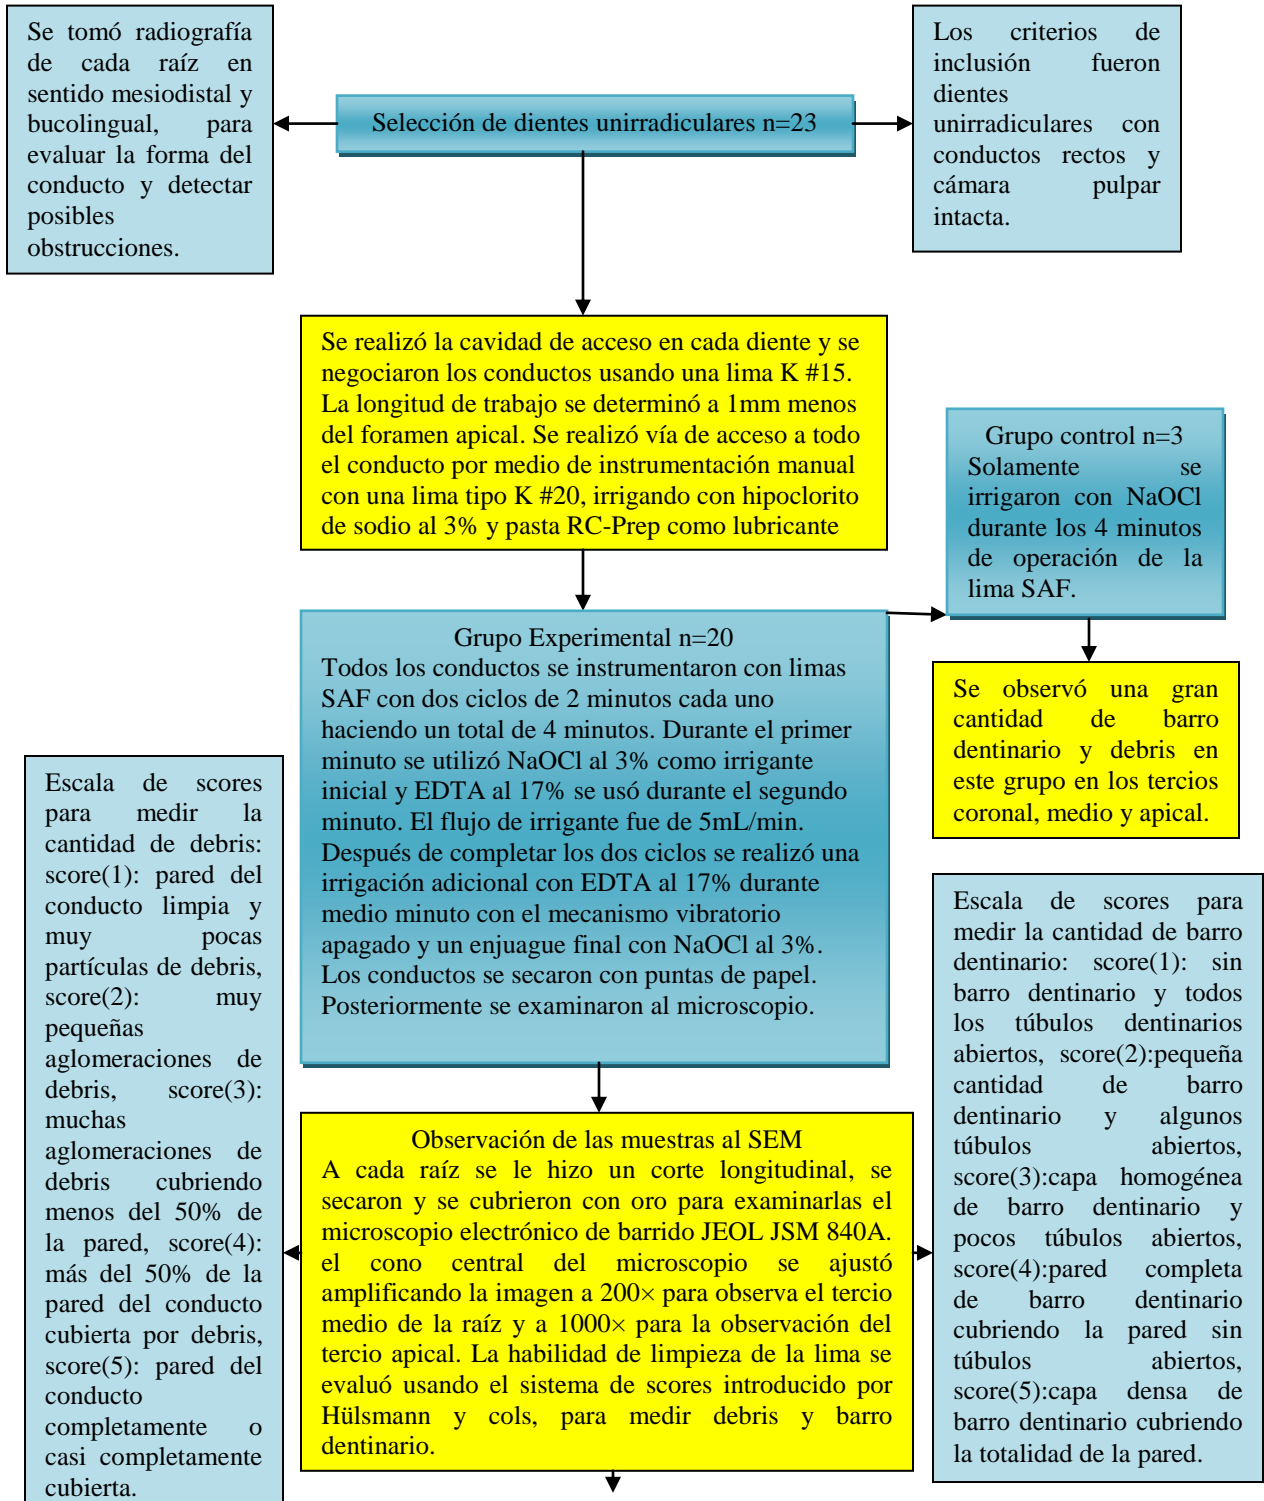 Se tomó radiografía
de cada raíz en
sentido mesiodistal y
bucolingual, para
evaluar la forma del
conducto y detectar
posibles
obstrucciones.
Selección de dientes unirradiculares n=23
Los criterios de
inclusión fueron
dientes
unirradiculares con
conductos rectos y
cámara pulpar
intacta.
Se realizó la cavidad de acceso en cada diente y se
negociaron los conductos usando una lima K #15.
La longitud de trabajo se determinó a 1mm menos
del foramen apical. Se realizó vía de acceso a todo
el conducto por medio de instrumentación manual
con una lima tipo K #20, irrigando con hipoclorito
de sodio al 3% y pasta RC-Prep como lubricante
Grupo control n=3
Solamente se
irrigaron con NaOCl
durante los 4 minutos
de operación de la
lima SAF.
Grupo Experimental n=20
Todos los conductos se instrumentaron con limas
SAF con dos ciclos de 2 minutos cada uno
haciendo un total de 4 minutos. Durante el primer
minuto se utilizó NaOCl al 3% como irrigante
inicial y EDTA al 17% se usó durante el segundo
minuto. El flujo de irrigante fue de 5mL/min.
Después de completar los dos ciclos se realizó una
irrigación adicional con EDTA al 17% durante
medio minuto con el mecanismo vibratorio
apagado y un enjuague final con NaOCl al 3%.
Los conductos se secaron con puntas de papel.
Posteriormente se examinaron al microscopio.
Se observó una gran
cantidad de barro
dentinario y debris en
este grupo en los tercios
coronal, medio y apical.
Escala de scores
para medir la
cantidad de debris:
score(1): pared del
conducto limpia y
muy pocas
partículas de debris,
score(2): muy
pequeñas
aglomeraciones de
debris, score(3):
muchas
aglomeraciones de
debris cubriendo
menos del 50% de
la pared, score(4):
más del 50% de la
pared del conducto
cubierta por debris,
score(5): pared del
conducto
completamente o
casi completamente
cubierta.
Observación de las muestras al SEM
A cada raíz se le hizo un corte longitudinal, se
secaron y se cubrieron con oro para examinarlas el
microscopio electrónico de barrido JEOL JSM 840A.
el cono central del microscopio se ajustó
amplificando la imagen a 200× para observa el tercio
medio de la raíz y a 1000× para la observación del
tercio apical. La habilidad de limpieza de la lima se
evaluó usando el sistema de scores introducido por
Hülsmann y cols, para medir debris y barro
dentinario.
Escala de scores para
medir la cantidad de barro
dentinario: score(1): sin
barro dentinario y todos
los túbulos dentinarios
abiertos, score(2):pequeña
cantidad de barro
dentinario y algunos
túbulos abiertos,
score(3):capa homogénea
de barro dentinario y
pocos túbulos abiertos,
score(4):pared completa
de barro dentinario
cubriendo la pared sin
túbulos abiertos,
score(5):capa densa de
barro dentinario cubriendo
la totalidad de la pared.